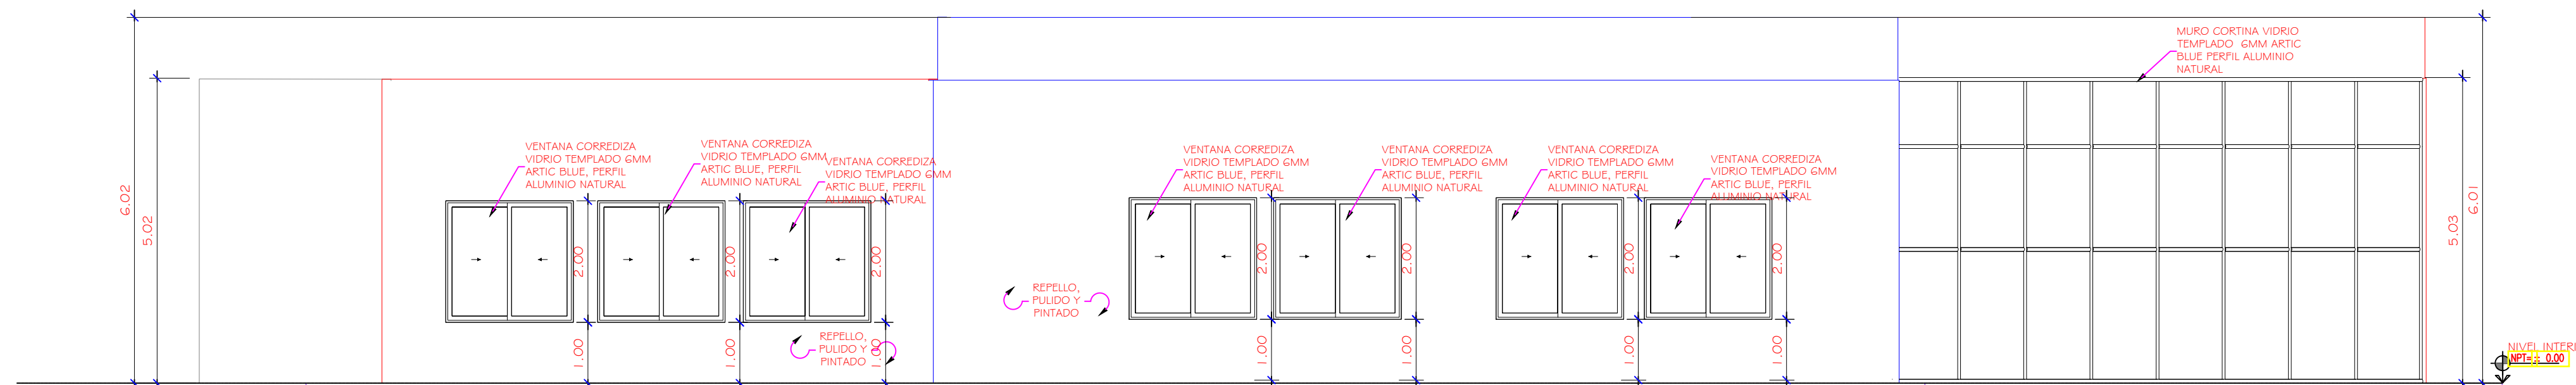 MURO CORTINA VIDRIO
TEMPLADO 6MM ARTIC
BLUE PERFIL ALUMINIO
NATURAL
VENTANA CORREDIZA
VIDRIO TEMPLADO 6MM
ARTIC BLUE, PERFIL
ALUMINIO NATURAL
VENTANA CORREDIZA
VIDRIO TEMPLADO 6MM
ARTIC BLUE, PERFIL
ALUMINIO NATURAL
VENTANA CORREDIZA
VIDRIO TEMPLADO 6MM
ARTIC BLUE, PERFIL
ALUMINIO NATURAL
VENTANA CORREDIZA
VIDRIO TEMPLADO 6MM
ARTIC BLUE, PERFIL
ALUMINIO NATURAL
VENTANA CORREDIZA
VIDRIO TEMPLADO 6MM
ARTIC BLUE, PERFIL
ALUMINIO NATURAL
VENTANA CORREDIZA
VIDRIO TEMPLADO 6MM
ARTIC BLUE, PERFIL
ALUMINIO NATURAL
VENTANA CORREDIZA
VIDRIO TEMPLADO 6MM
ARTIC BLUE, PERFIL
ALUMINIO NATURAL
6.02
5.02
2.00
2.00
2.00
2.00
2.00
2.00
2.00
5.03
6.01
REPELLO,
PULIDO Y
PINTADO
REPELLO,
PULIDO Y
PINTADO
1.00
1.00
1.00
1.00
1.00
1.00
1.00
NIVEL INTERI
NPT=± 0.00